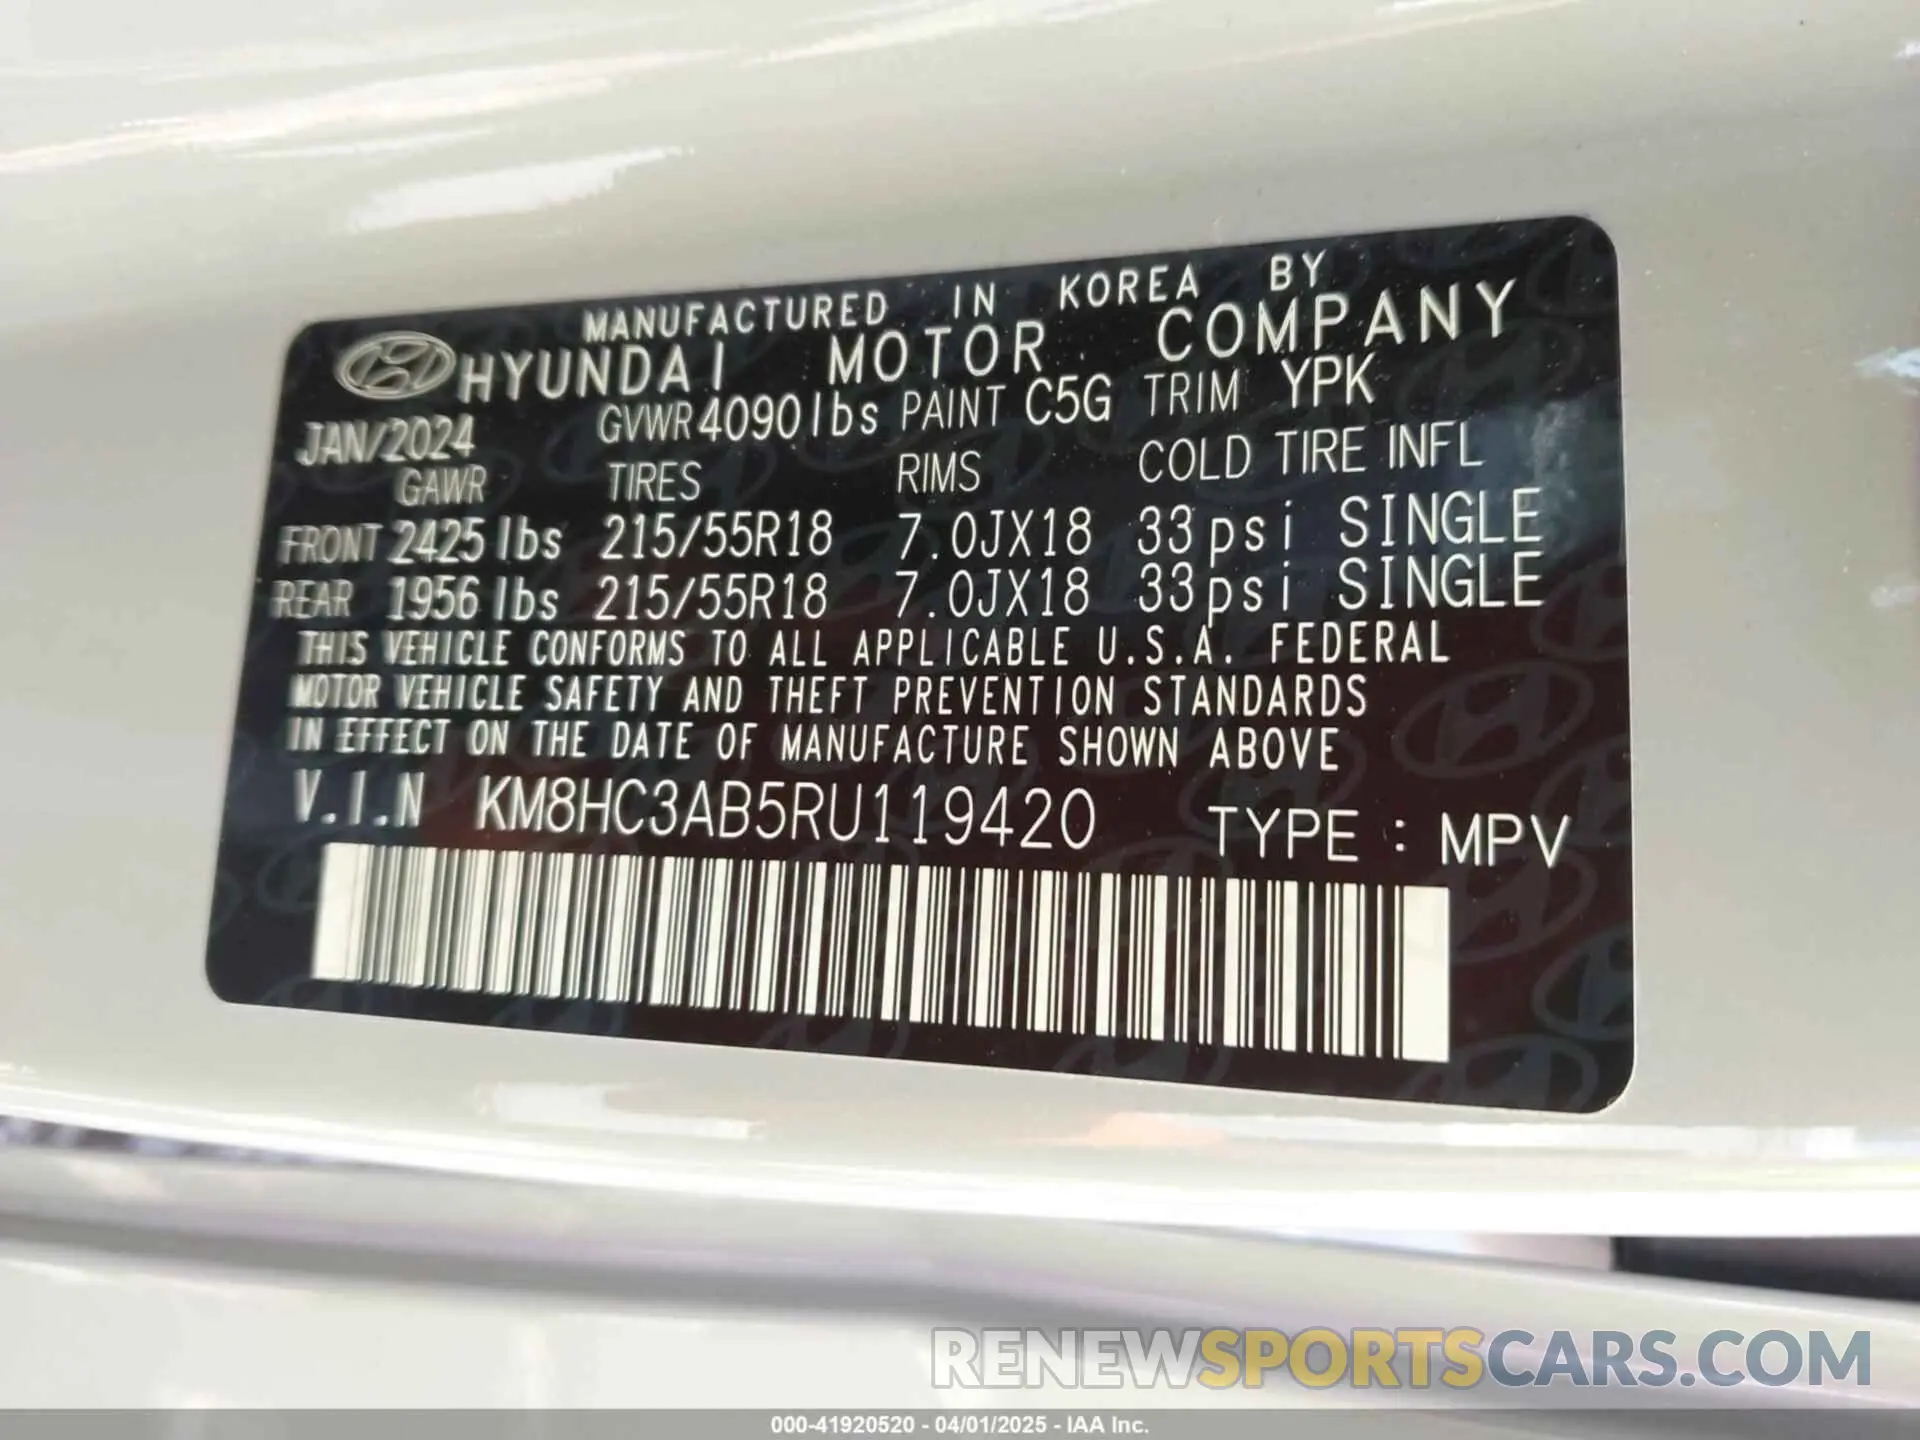 MANUFACTURED IN KOREA BY
HYUNDAI MOTOR COMPANY
JAN/2024 GVWR 4090lbs PAINT C5G TRIM YPK
GAWR TIRES RIMS COLD TIRE INFL
FRONT 2425 lbs 215/55R18 7.0JX18 33psi SINGLE
REAR 1956 lbs 215/55R18 7.0JX18 33psi SINGLE
THIS VEHICLE CONFORMS TO ALL APPLICABLE U.S.A. FEDERAL
MOTOR VEHICLE SAFETY AND THEFT PREVENTION STANDARDS
IN EFFECT ON THE DATE OF MANUFACTURE SHOWN ABOVE
V.I.N KM8HC3AB5RU119420 TYPE : MPV
RENEWSPORTSCARS.COM
000-41920520 - 04/01/2025 - IAA Inc.